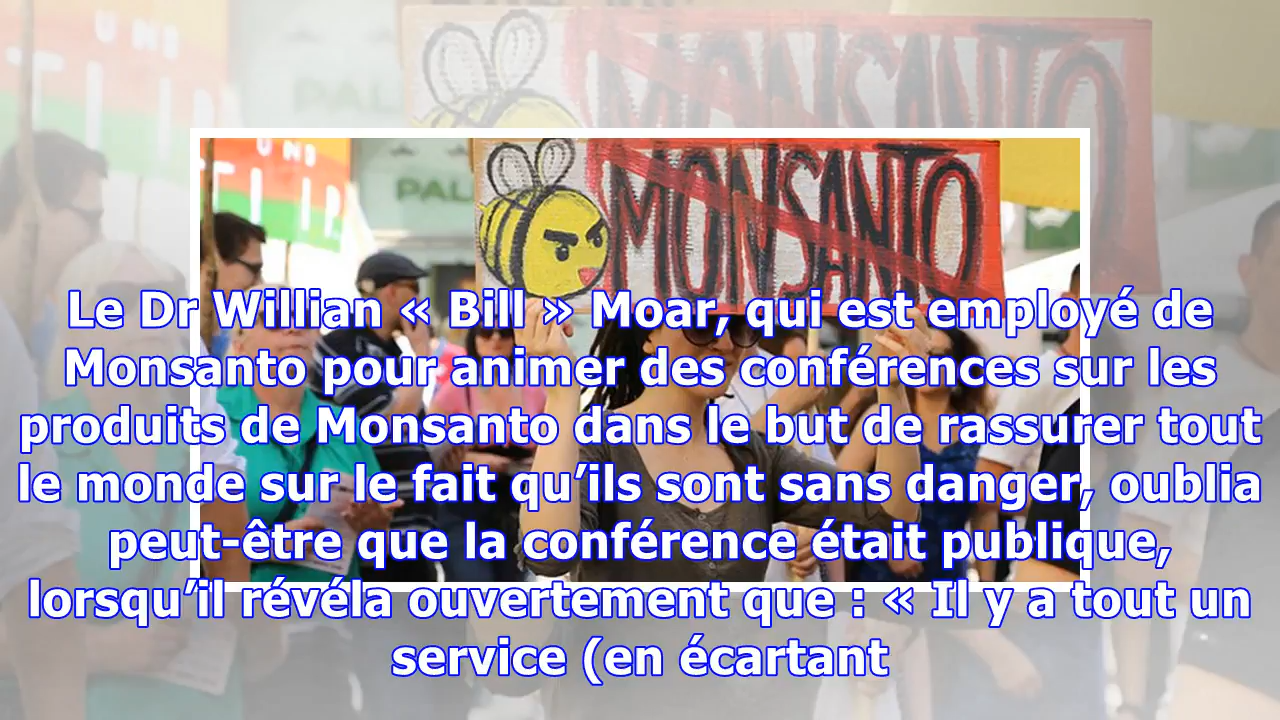 UNS
PAL
MONSANTO
Le Dr Willian « Bill » Moar, qui est employé de
Monsanto pour animer des conférences sur les
produits de Monsanto dans le but de rassurer tout
le monde sur le fait qu’ils sont sans danger, oublia
peut-être que la conférence était publique,
lorsqu’il révéla ouvertement que : « Il y a tout un
service (en écartant